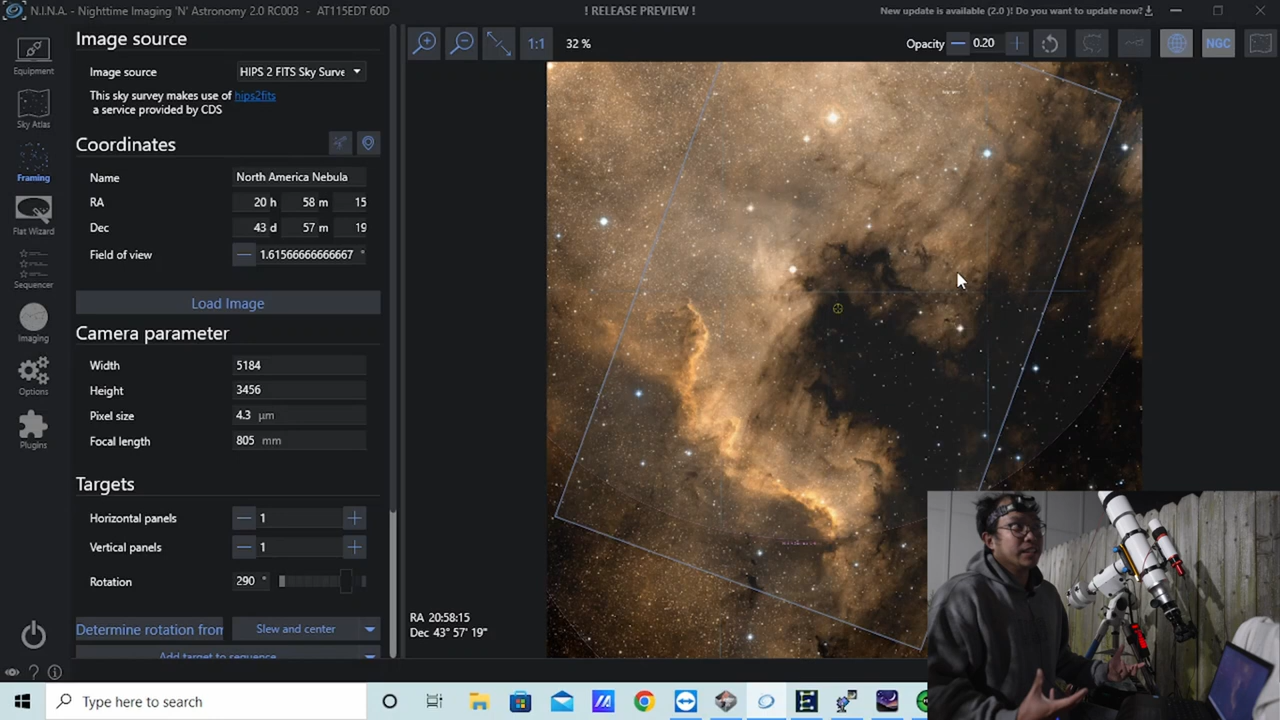 N.I.N.A. - Nighttime Imaging 'N' Astronomy 2.0 RC003 - AT115EDT 60D
! RELEASE PREVIEW !
New update is available (2.0 )! Do you want to update now?
Equipment
Sky Atlas
Framing
Flat Wizard
Sequencer
Imaging
Options
Plugins
Image source
Image source
HIPS 2 FITS Sky Surve
This sky survey makes use of hips2fits
a service provided by CDS
Coordinates
Name
North America Nebula
RA
20 h
58 m
15
Dec
43 d
57 m
19
Field of view
1.61566666666667 °
Load Image
Camera parameter
Width
5184
Height
3456
Pixel size
4.3 µm
Focal length
805 mm
Targets
Horizontal panels
1
Vertical panels
1
Rotation
290 °
Determine rotation from
Slew and center
Add target to sequence
1:1
32 %
Opacity
0.20
NGC
RA 20:58:15
Dec 43° 57' 19"
Type here to search